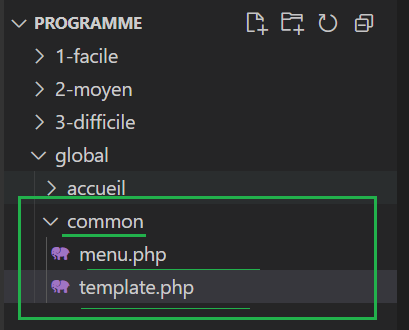 PROGRAMME
1-facile
2-moyen
3-difficile
global
accueil
common
menu.php
template.php